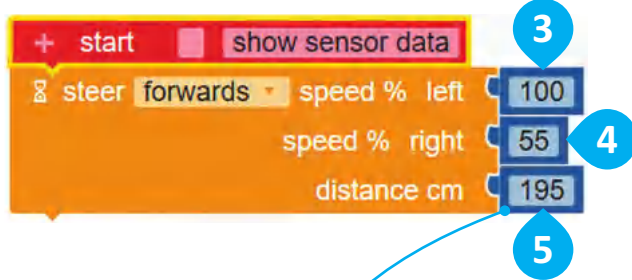 3
+ start show sensor data
steer forwards speed % left 100
speed % right 55 4
distance cm 195
5